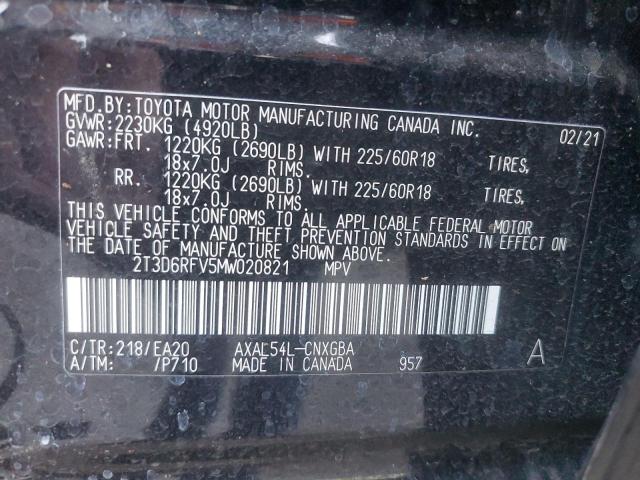 MFD.BY:TOYOTA MOTOR MANUFACTURING CANADA INC. 02/21
GVWR:2230KG (4920LB)
GAWR:FRT. 1220KG (2690LB) WITH 225/60R18 TIRES,
18x7.0J RIMS.
RR. 1220KG (2690LB) WITH 225/60R18 TIRES,
18x7.0J RIMS.
THIS VEHICLE CONFORMS TO ALL APPLICABLE FEDERAL MOTOR
VEHICLE SAFETY AND THEFT PREVENTION STANDARDS IN EFFECT ON
THE DATE OF MANUFACTURE SHOWN ABOVE.
2T3D6RFV5MW020821 MPV
C/TR:218/EA20 AXAL54L-CNXGBA A
A/TM: /P710 MADE IN CANADA 957